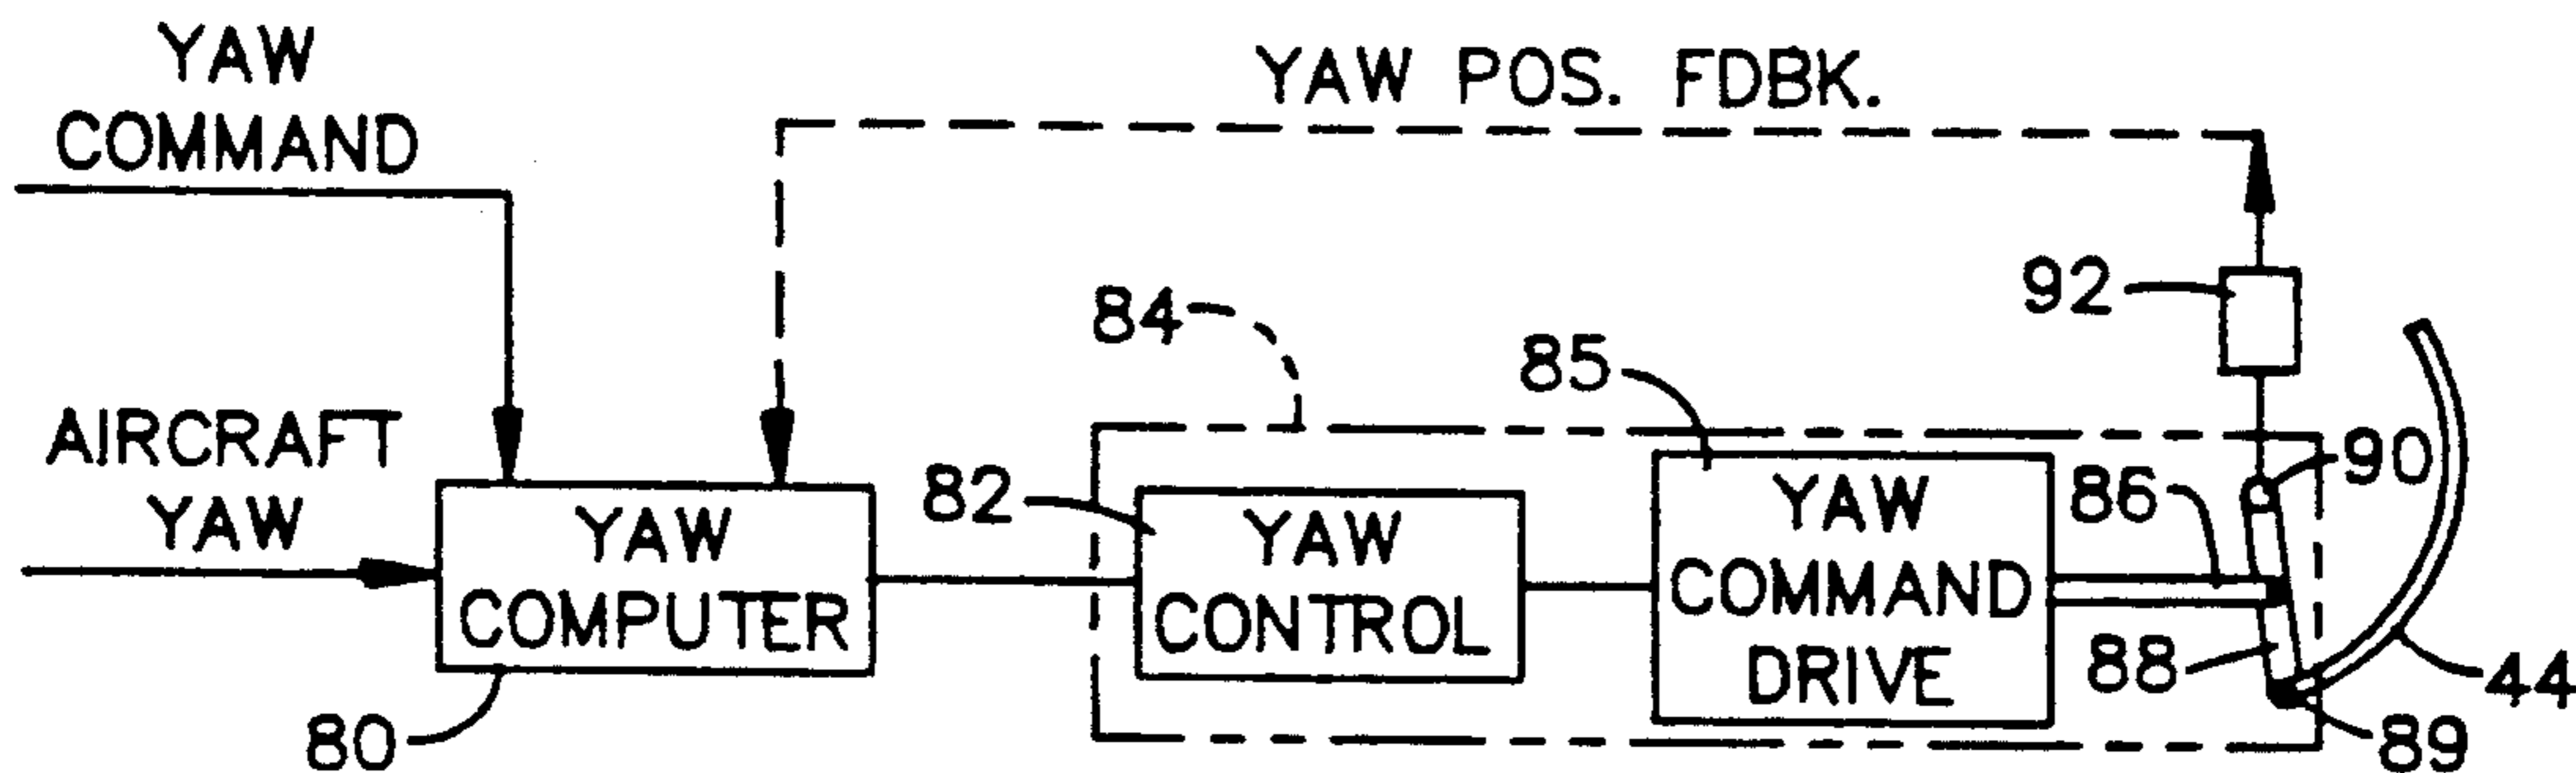 YAW
COMMAND
YAW POS. FDBK.
AIRCRAFT
YAW
YAW
COMPUTER
80
82
84
YAW
CONTROL
85
YAW
COMMAND
DRIVE
86
88
89
90
92
44